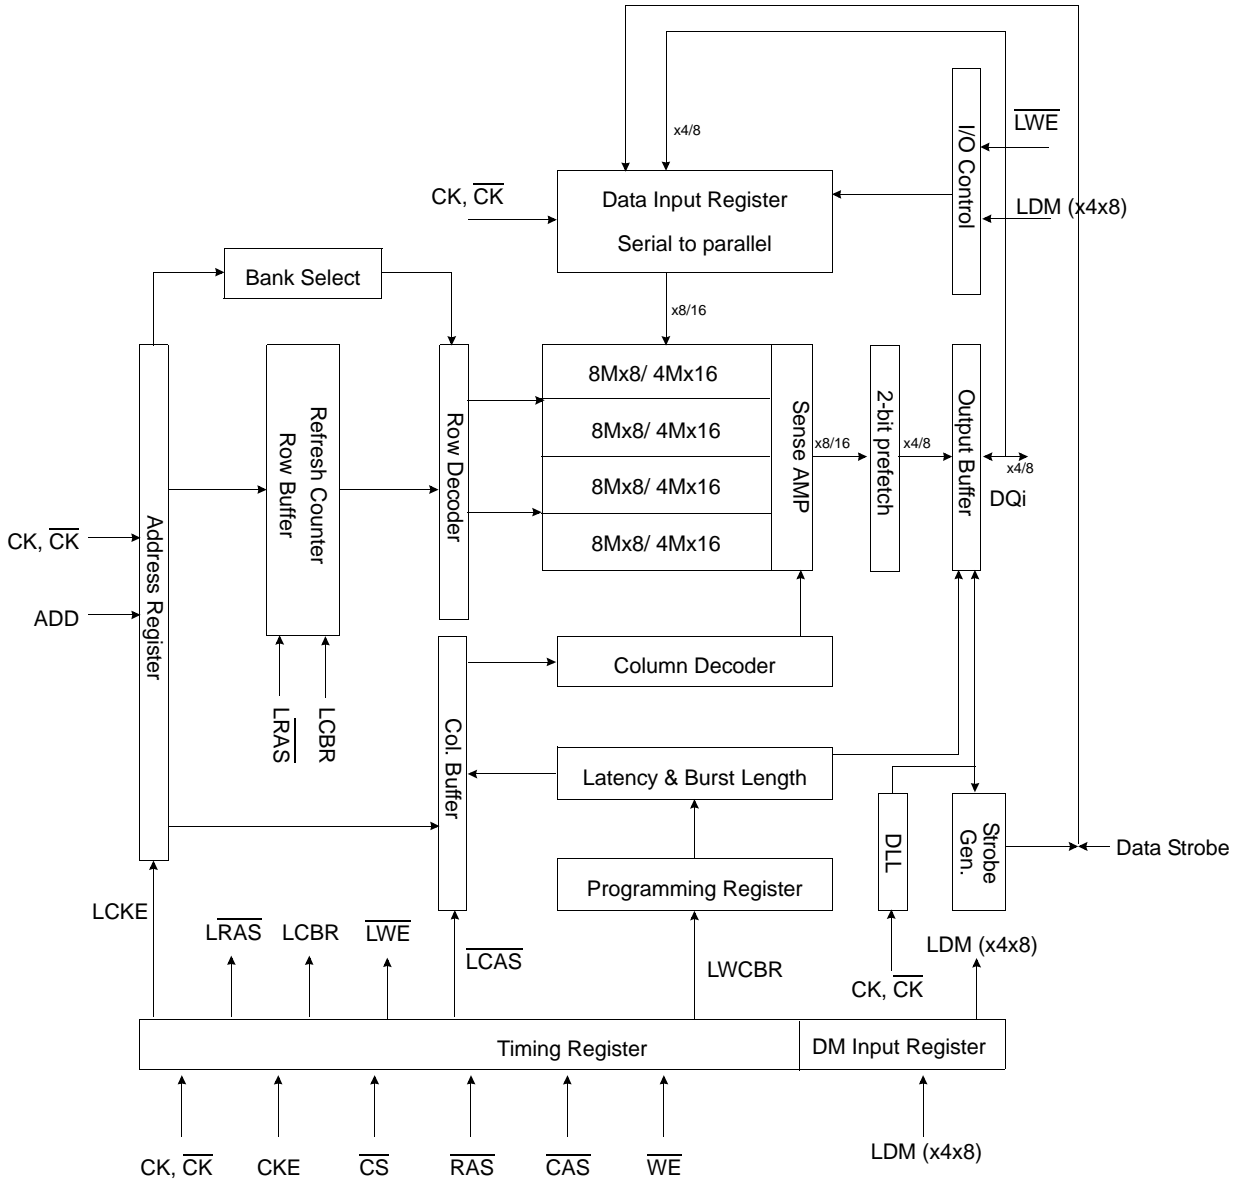 x4/8
I/O Control
LWE
CK, CK
Data Input Register
Serial to parallel
LDM (x4x8)
Bank Select
x8/16
Address Register
Refresh Counter
Row Buffer
Row Decoder
8Mx8/ 4Mx16
8Mx8/ 4Mx16
8Mx8/ 4Mx16
8Mx8/ 4Mx16
Sense AMP
x8/16
2-bit prefetch
x4/8
Output Buffer
x4/8
DQi
CK, CK
ADD
LRAS
LCBR
Col. Buffer
Column Decoder
Latency & Burst Length
DLL
Strobe
Gen.
Data Strobe
Programming Register
LCKE
LRAS
LCBR
LWE
LCAS
LWCBR
CK, CK
LDM (x4x8)
Timing Register
DM Input Register
CK, CK
CKE
CS
RAS
CAS
WE
LDM (x4x8)